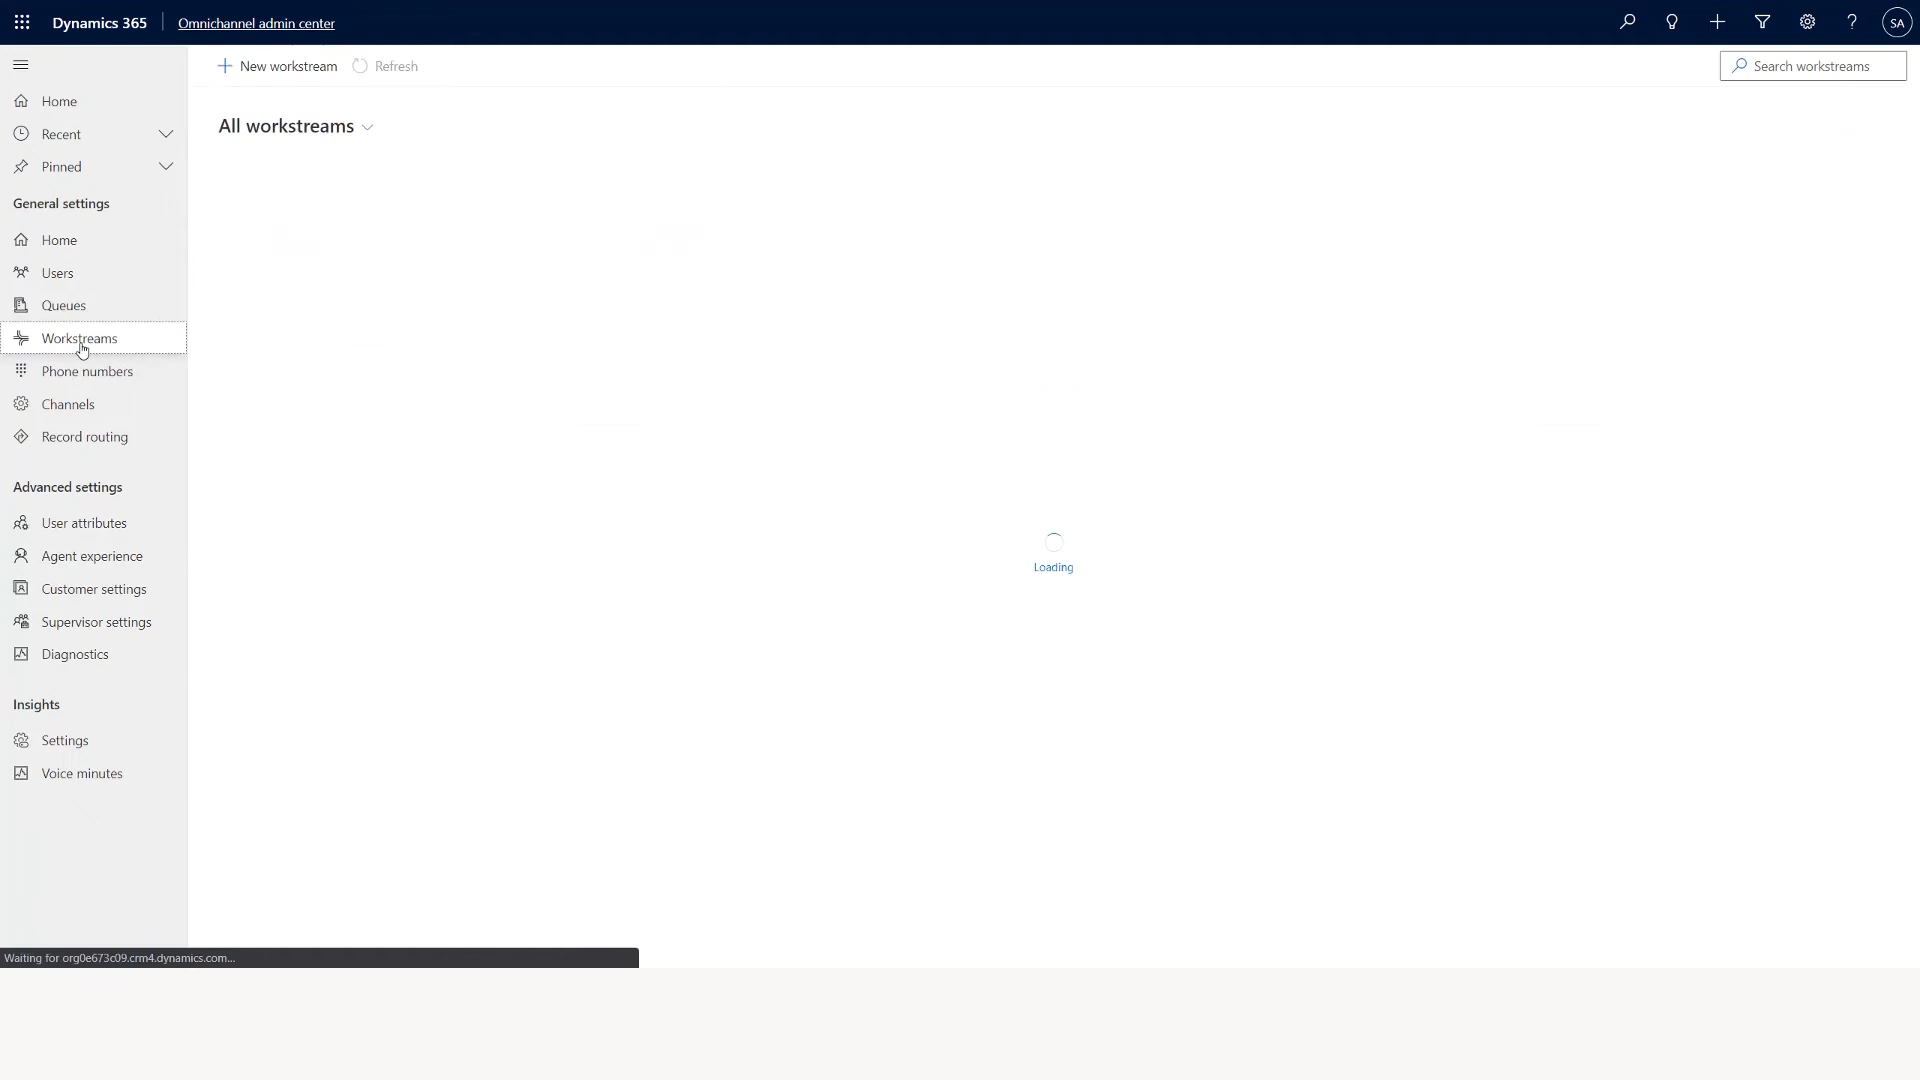 Dynamics 365
Omnichannel admin center
SA
New workstream
Refresh
Search workstreams
All workstreams
Home
Recent
Pinned
General settings
Home
Users
Queues
Workstreams
Phone numbers
Channels
Record routing
Advanced settings
User attributes
Agent experience
Customer settings
Supervisor settings
Diagnostics
Insights
Settings
Voice minutes
Loading
Waiting for org0e673c09.crm4.dynamics.com...